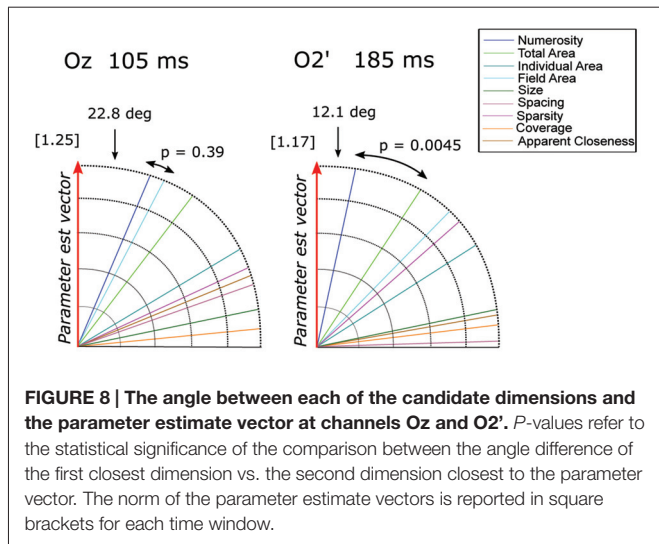 Oz 105 ms
22.8 deg
[1.25]
p = 0.39
Parameter est vector
O2' 185 ms
12.1 deg
[1.17]
p = 0.0045
Parameter est vector
Numerosity
Total Area
Individual Area
Field Area
Size
Spacing
Sparsity
Coverage
Apparent Closeness
FIGURE 8 | The angle between each of the candidate dimensions and
the parameter estimate vector at channels Oz and O2’. P-values refer to
the statistical significance of the comparison between the angle difference of
the first closest dimension vs. the second dimension closest to the parameter
vector. The norm of the parameter estimate vectors is reported in square
brackets for each time window.